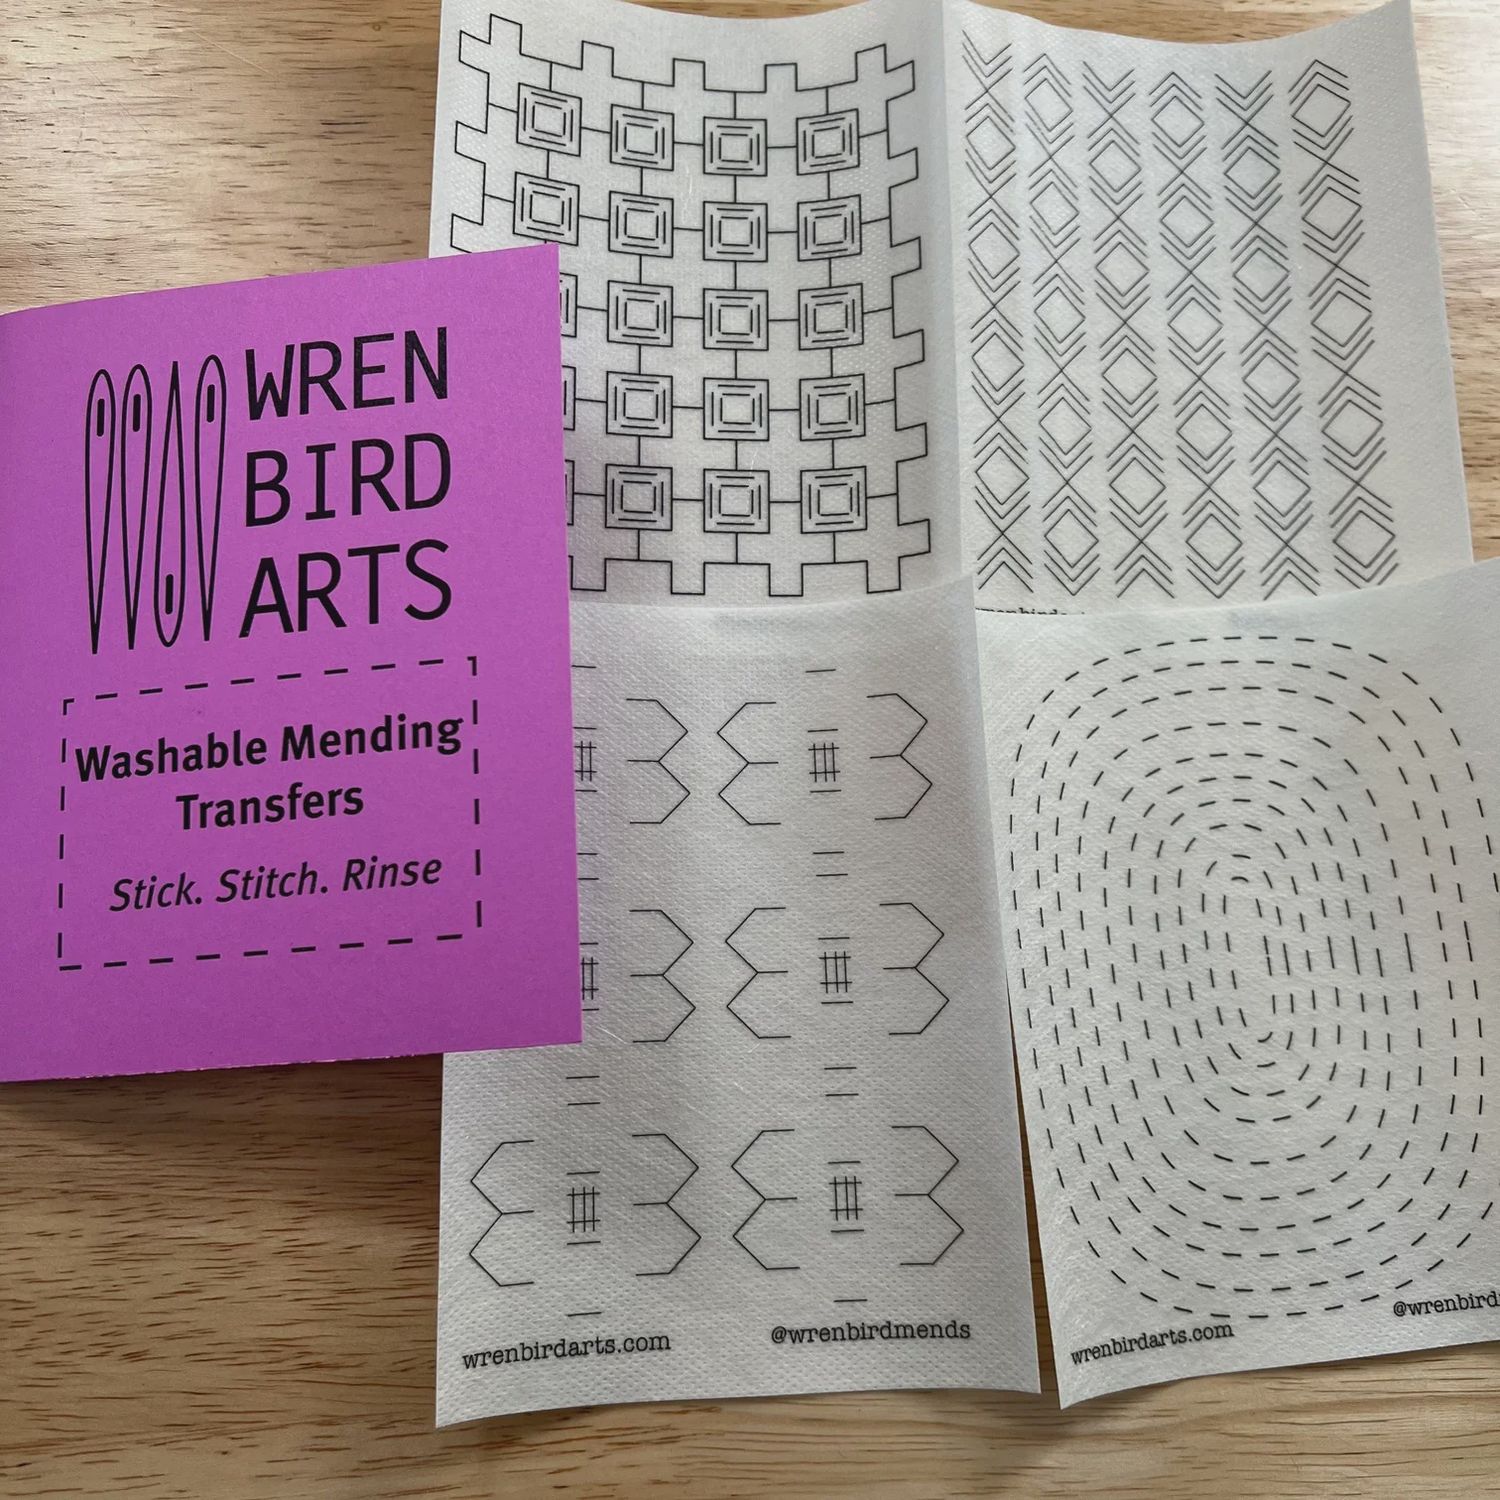 WREN
BIRD
ARTS
Washable Mending
Transfers
Stick. Stitch. Rinse
wrenbirdarts.com
@wrenbirdmends
wrenbirdarts.com